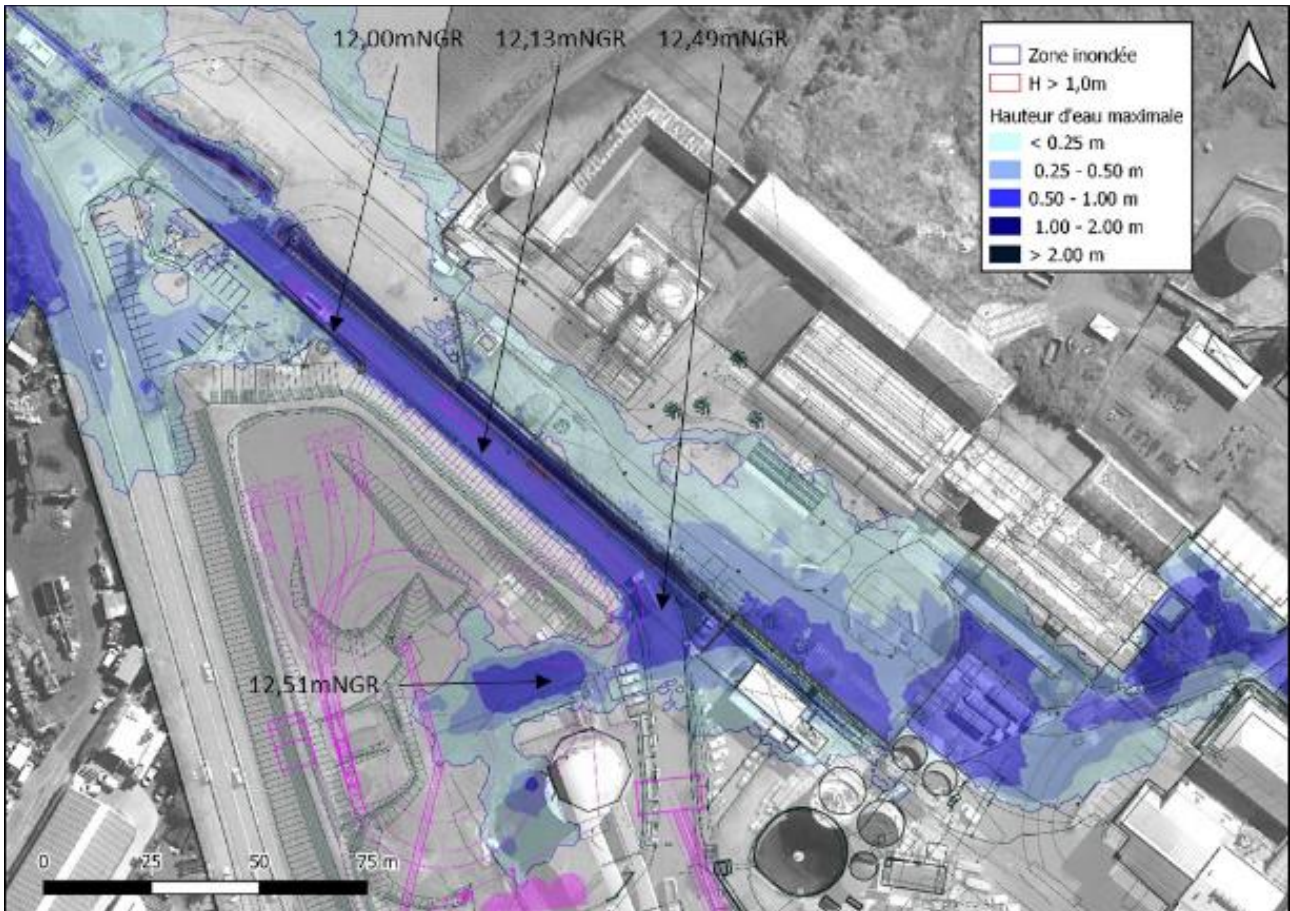 12,00mNGR
12,13mNGR
12,49mNGR
Zone inondée
H > 1,0m
Hauteur d'eau maximale
< 0.25 m
0.25 - 0.50 m
0.50 - 1.00 m
1.00 - 2.00 m
> 2.00 m
12,51mNGR
0
25
50
75 m